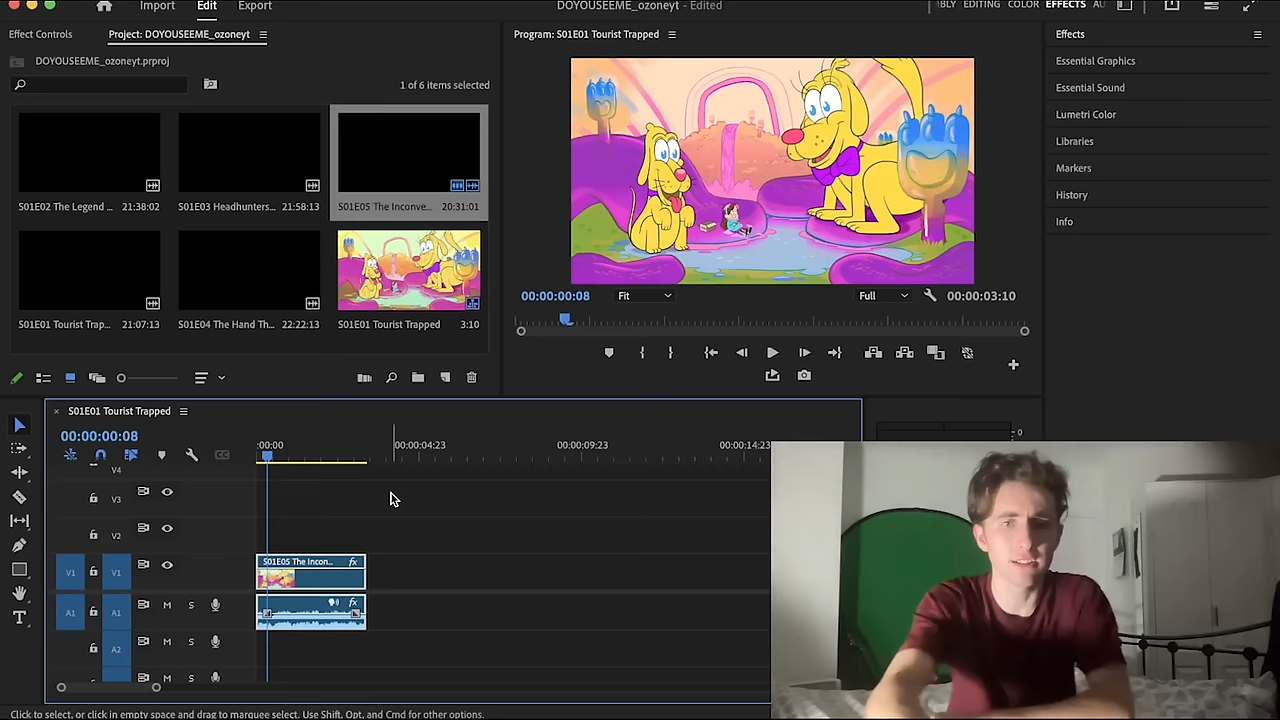 Import
Edit
Export
DOYOUSEEME_ozoneyt - Edited
BLY
EDITING
COLOR
EFFECTS
AU
Effect Controls
Project: DOYOUSEEME_ozoneyt
DOYOUSEEME_ozoneyt.prproj
1 of 6 items selected
S01E02 The Legend ...
21:38:02
S01E03 Headhunters...
21:58:13
S01E05 The Inconve...
20:31:01
S01E01 Tourist Trap...
21:07:13
S01E04 The Hand Th...
22:22:13
S01E01 Tourist Trapped
3:10
Program: S01E01 Tourist Trapped
00:00:00:08
Fit
Full
00:00:03:10
Effects
Essential Graphics
Essential Sound
Lumetri Color
Libraries
Markers
History
Info
× S01E01 Tourist Trapped
00:00:00:08
:00:00
00:00:04:23
00:00:09:23
00:00:14:23
0
V4
V3
V2
V1
V1
S01E05 The Incon...
fx
A1
A1
M
S
fx
A2
M
S
M
S
Click to select, or click in empty space and drag to marquee select. Use Shift, Opt, and Cmd for other options.